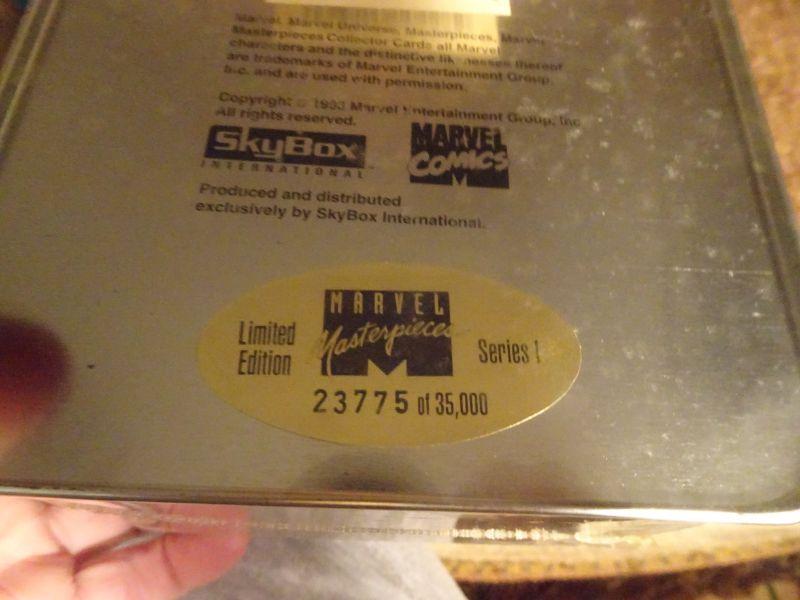 Marvel, Marvel Universe, Masterpieces, Marvel
Masterpieces Collector Cards all Marvel
characters and the distinctive likenesses thereof
are trademarks of Marvel Entertainment Group,
Inc. and are used with permission.
Copyright © 1993 Marvel Entertainment Group, Inc.
All rights reserved.
SkyBox
INTERNATIONAL
MARVEL
COMICS
Produced and distributed
exclusively by SkyBox International.
Limited
Edition
MARVEL
Masterpieces
Series I
23775 of 35,000